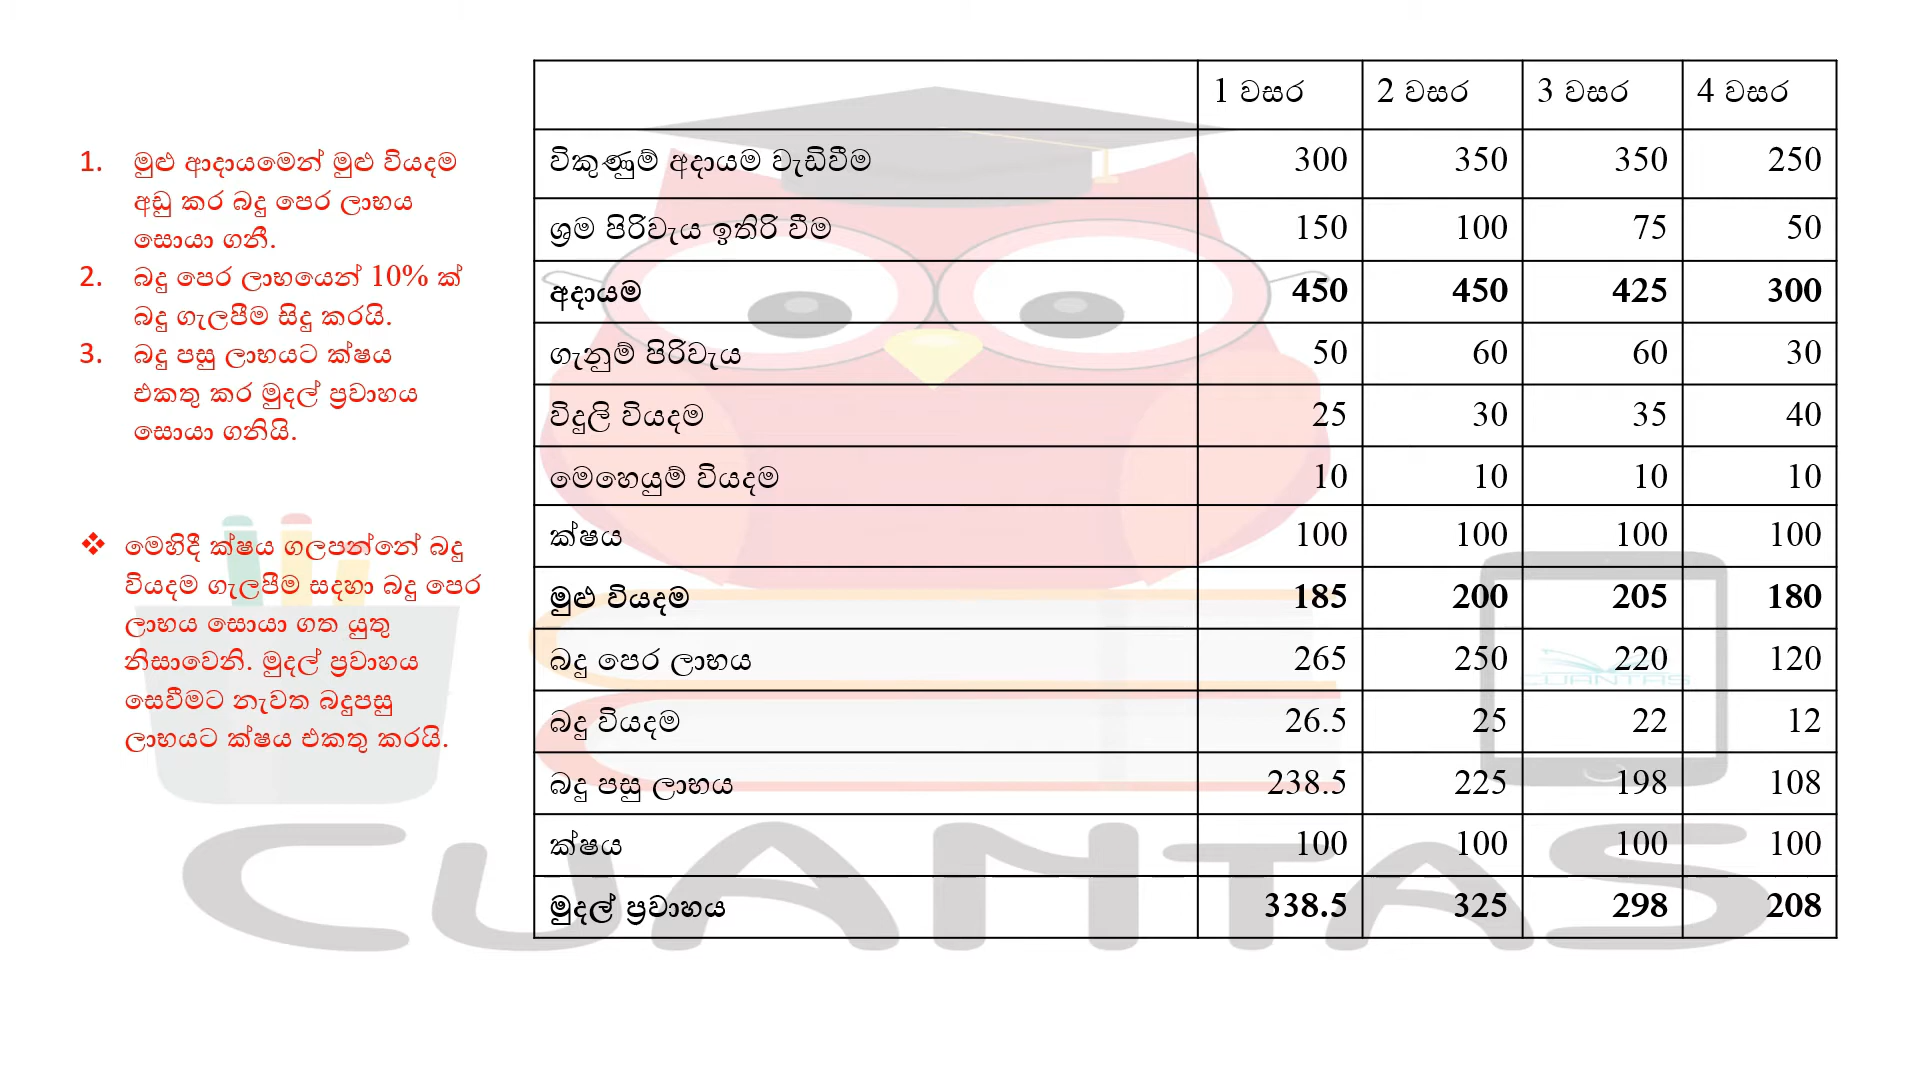 1. මුළු ආදායමෙන් මුළු වියදම
අඩු කර බදු පෙර ලාභය
සොයා ගනී.
2. බදු පෙර ලාභයෙන් 10% ක්
බදු ගැලපීම සිදු කරයි.
3. බදු පසු ලාභයට ක්ෂය
එකතු කර මුදල් ප්‍රවාහය
සොයා ගනියි.
❖ මෙහිදී ක්ෂය ගලපන්නේ බදු
වියදම ගැලපීම සදහා බදු පෙර
ලාභය සොයා ගත යුතු
නිසාවෙනි. මුදල් ප්‍රවාහය
සෙවීමට නැවත බදුපසු
ලාභයට ක්ෂය එකතු කරයි.
1 වසර 2 වසර 3 වසර 4 වසර
විකුණුම් අදායම වැඩිවීම 300 350 350 250
ශ්‍රම පිරිවැය ඉතිරි වීම 150 100 75 50
අදායම 450 450 425 300
ගැනුම් පිරිවැය 50 60 60 30
විදුලි වියදම 25 30 35 40
මෙහෙයුම් වියදම 10 10 10 10
ක්ෂය 100 100 100 100
මුළු වියදම 185 200 205 180
බදු පෙර ලාභය 265 250 220 120
බදු වියදම 26.5 25 22 12
බදු පසු ලාභය 238.5 225 198 108
ක්ෂය 100 100 100 100
මුදල් ප්‍රවාහය 338.5 325 298 208
CUANTAS
CUANTAS